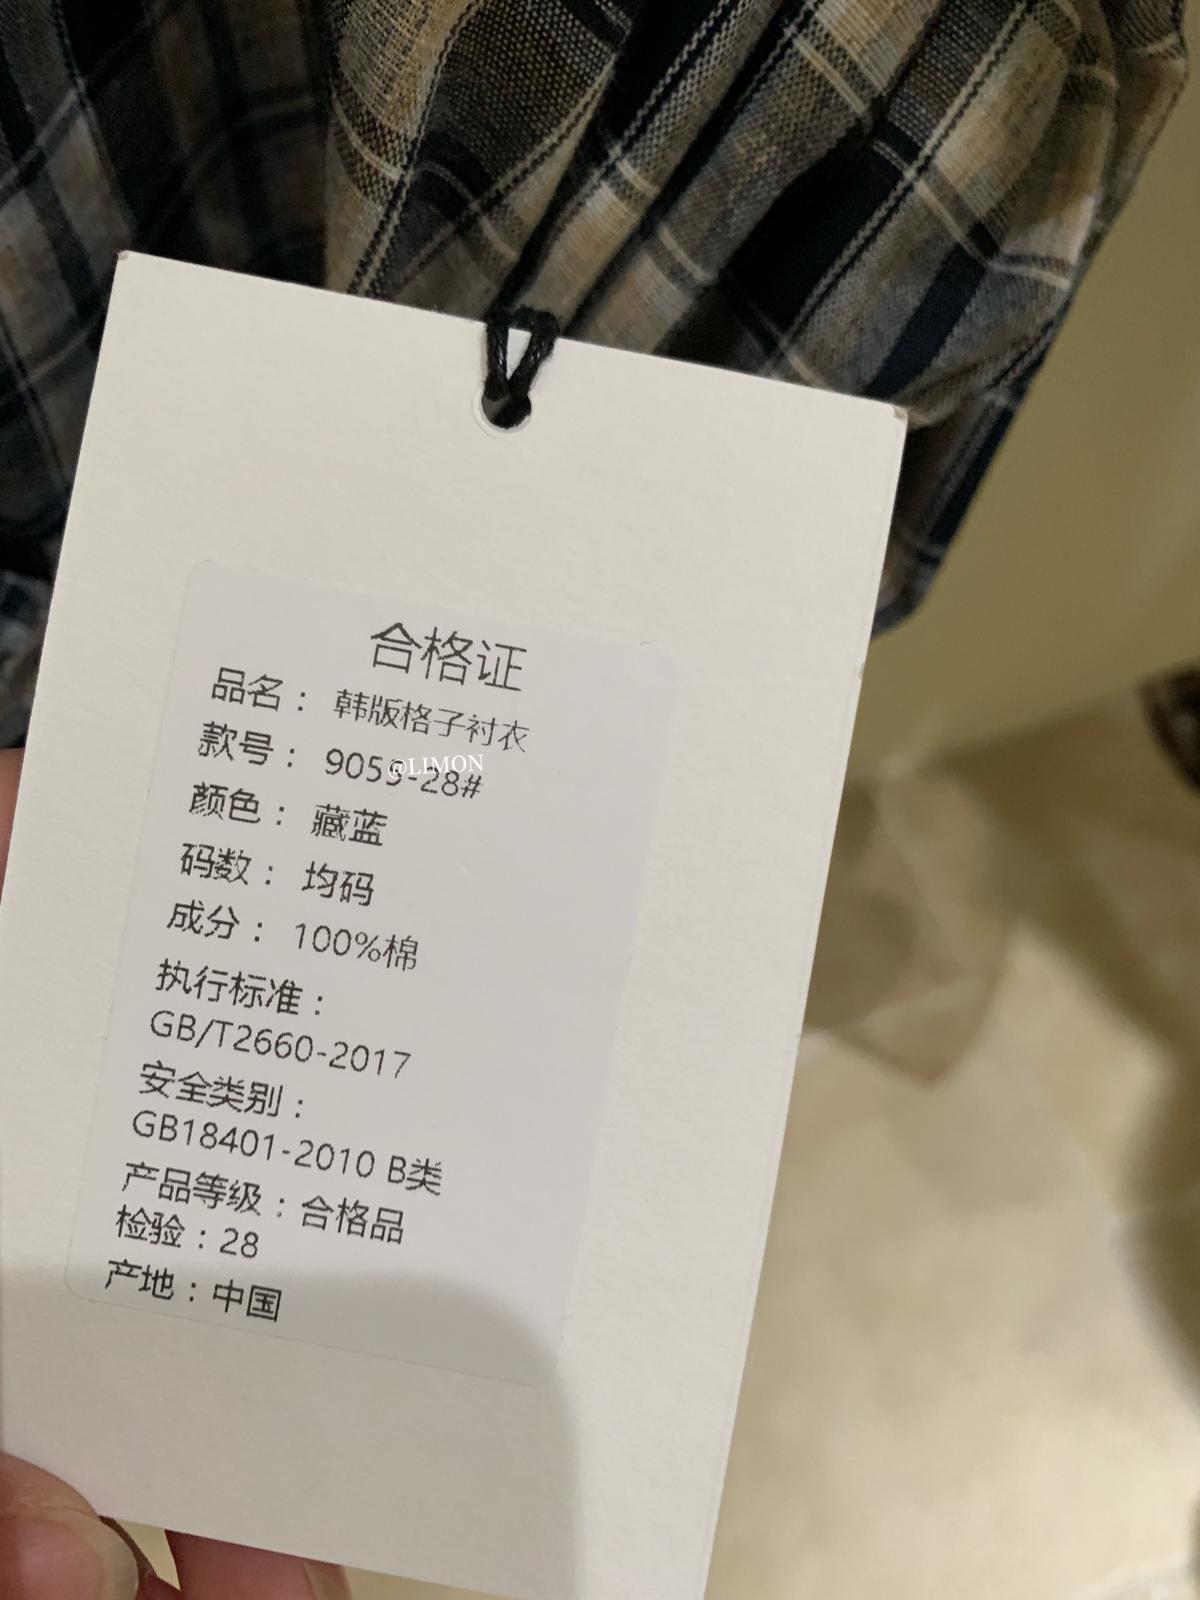 合格证
品名： 韩版格子衬衣
款号： 9059-28#
@LIMON
颜色： 藏蓝
码数： 均码
成分： 100%棉
执行标准：
GB/T2660-2017
安全类别：
GB18401-2010 B类
产品等级：合格品
检验：28
产地：中国